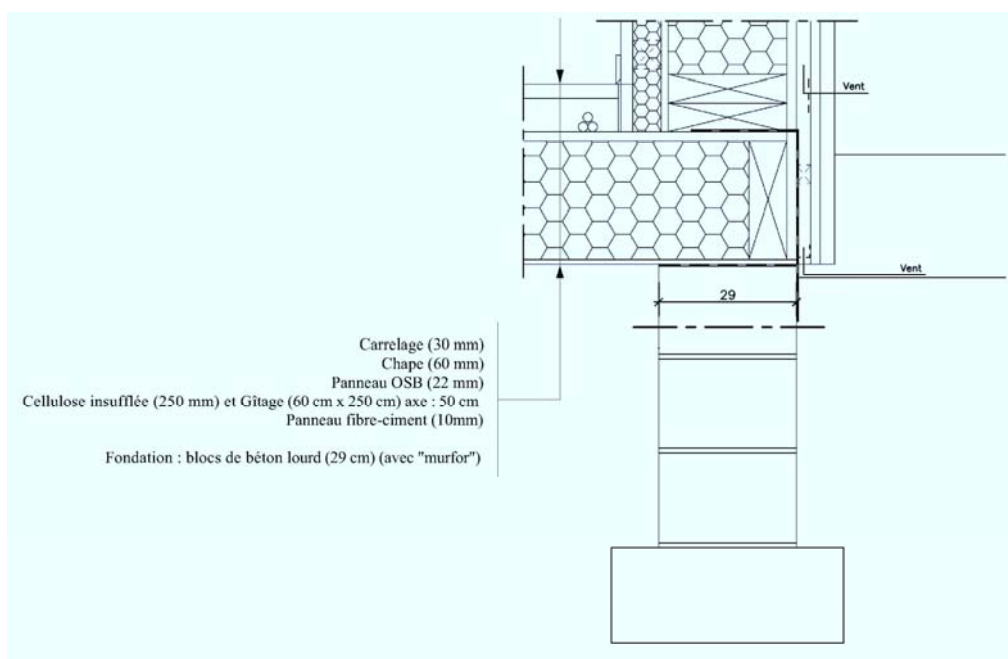 Vent
Vent
29
Carrelage (30 mm)
Chape (60 mm)
Panneau OSB (22 mm)
Cellulose insufflée (250 mm) et Gîtage (60 cm x 250 cm) axe : 50 cm
Panneau fibre-ciment (10mm)
Fondation : blocs de béton lourd (29 cm) (avec "murfor")